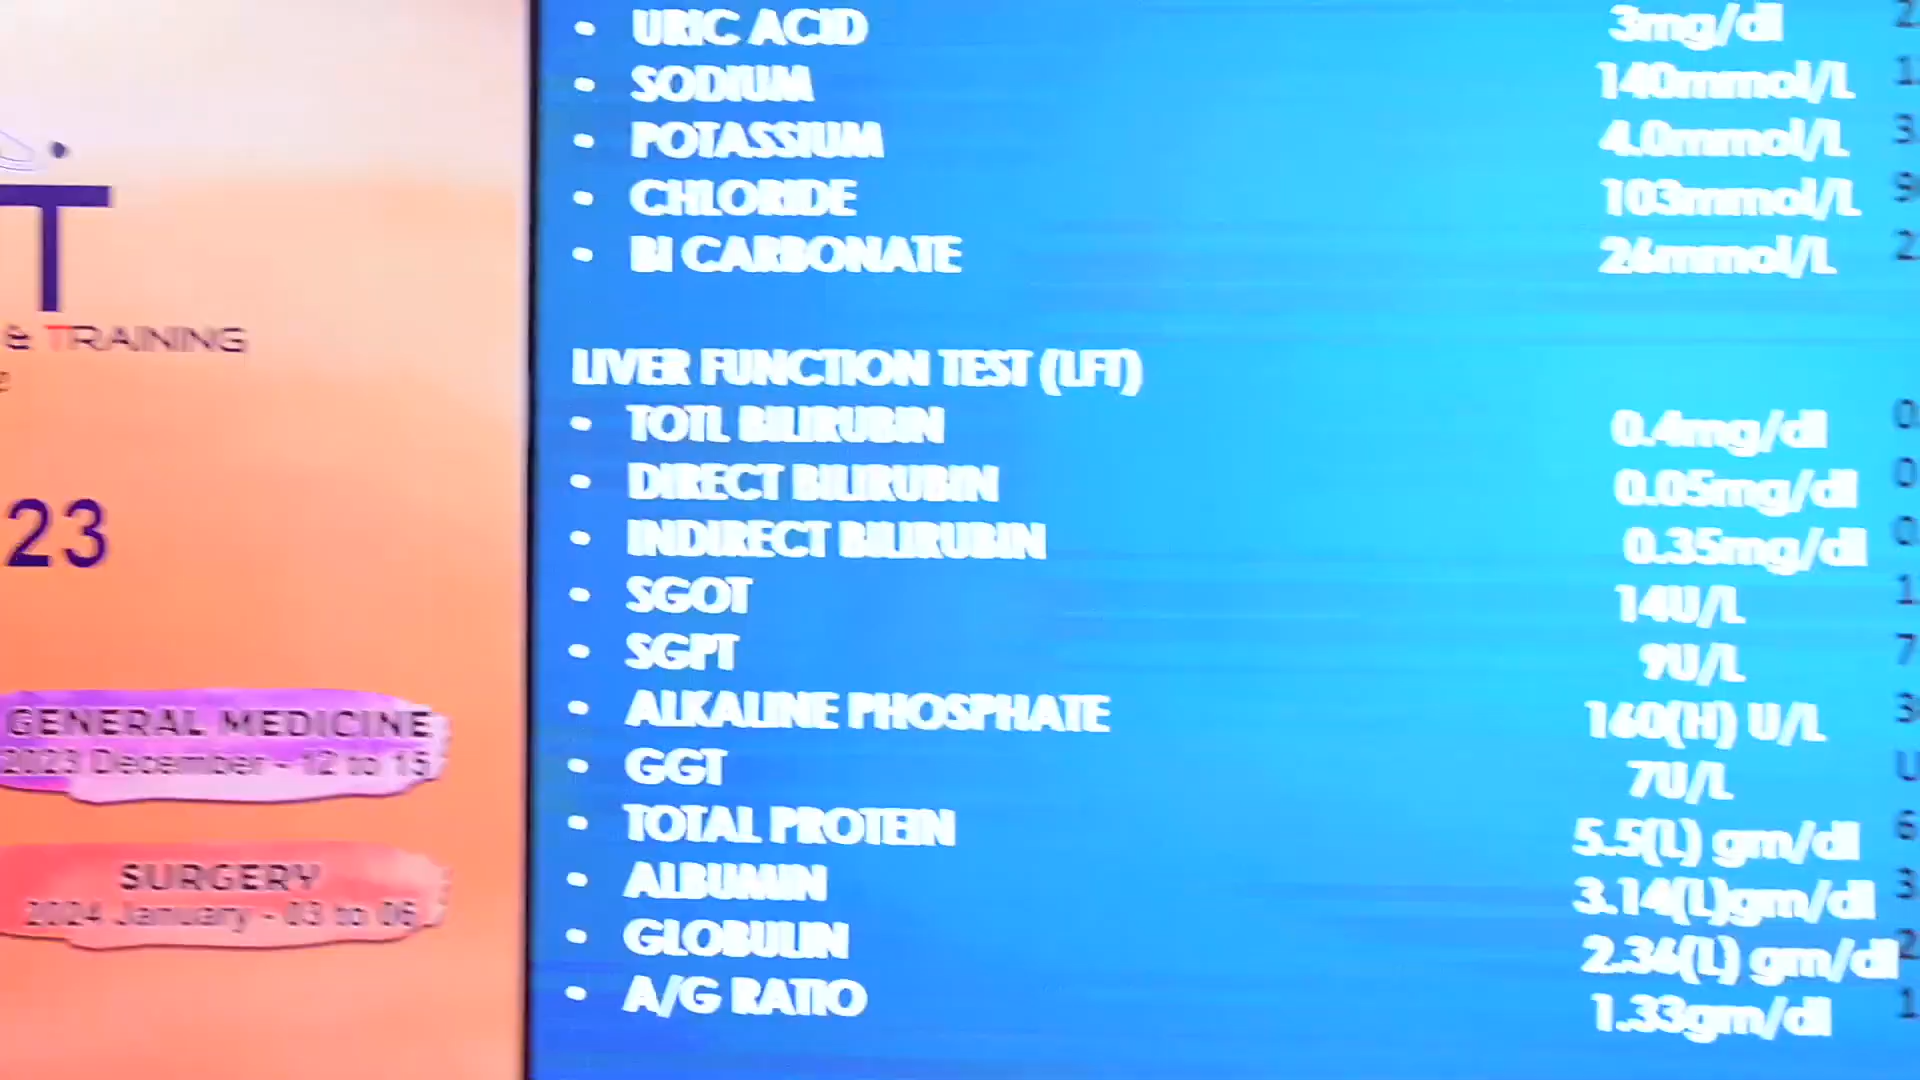 T
& TRAINING
23
GENERAL MEDICINE
2023 December - 12 to 15
SURGERY
2024 January - 03 to 06
• URIC ACID 3mg/dl
• SODIUM 140mmol/L
• POTASSIUM 4.0mmol/L
• CHLORIDE 103mmol/L
• BI CARBONATE 26mmol/L
LIVER FUNCTION TEST (LFT)
• TOTL BILIRUBIN 0.4mg/dl
• DIRECT BILIRUBIN 0.05mg/dl
• INDIRECT BILIRUBIN 0.35mg/dl
• SGOT 14U/L
• SGPT 9U/L
• ALKALINE PHOSPHATE 160(H) U/L
• GGT 7U/L
• TOTAL PROTEIN 5.5(L) gm/dl
• ALBUMIN 3.14(L)gm/dl
• GLOBULIN 2.36(L) gm/dl
• A/G RATIO 1.33gm/dl